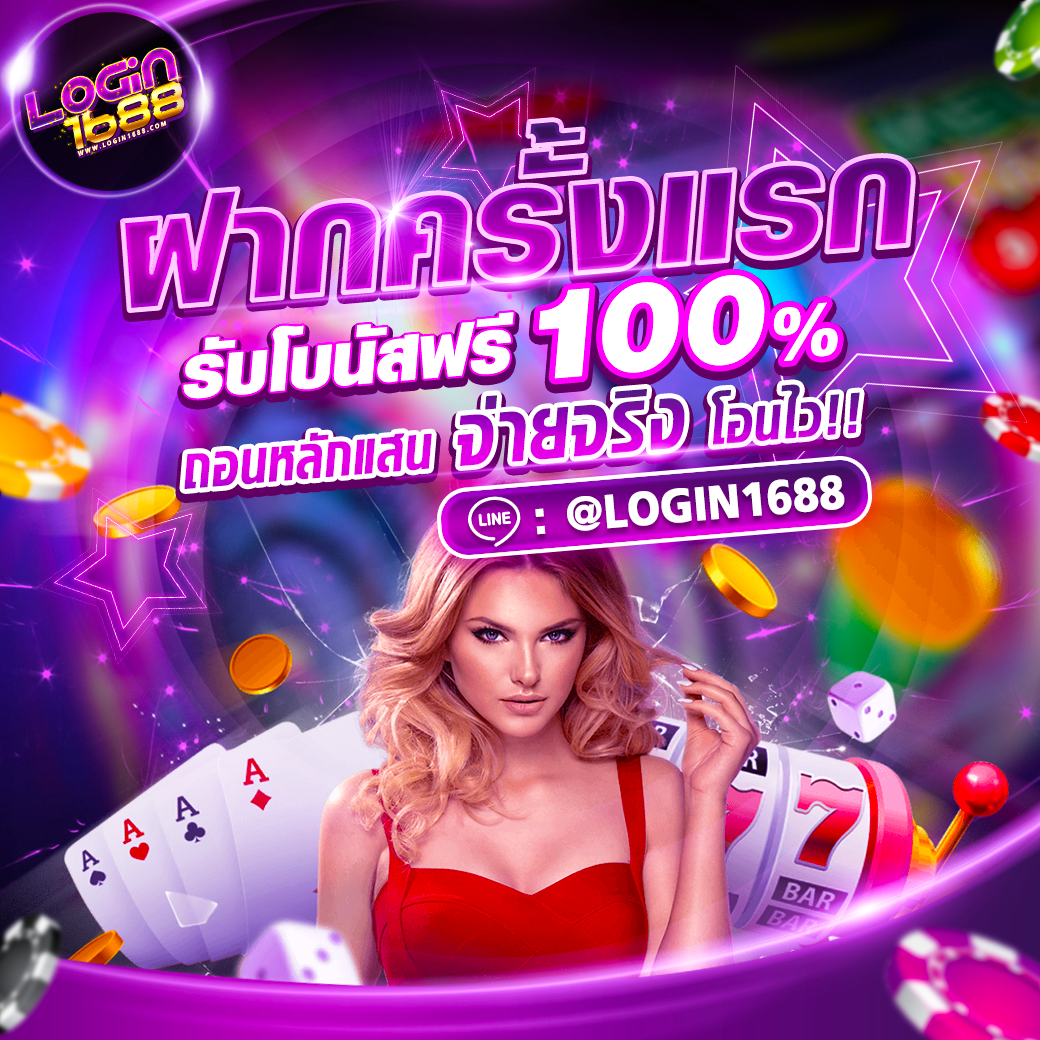 LOGIN
1688
WWW.LOGIN1688.COM
ฝากครั้งแรก
รับโบนัสฟรี 100%
ถอนหลักแสน จ่ายจริง โอนไว!!
LINE : @LOGIN1688
A
A
A
A
7
BAR
BAR